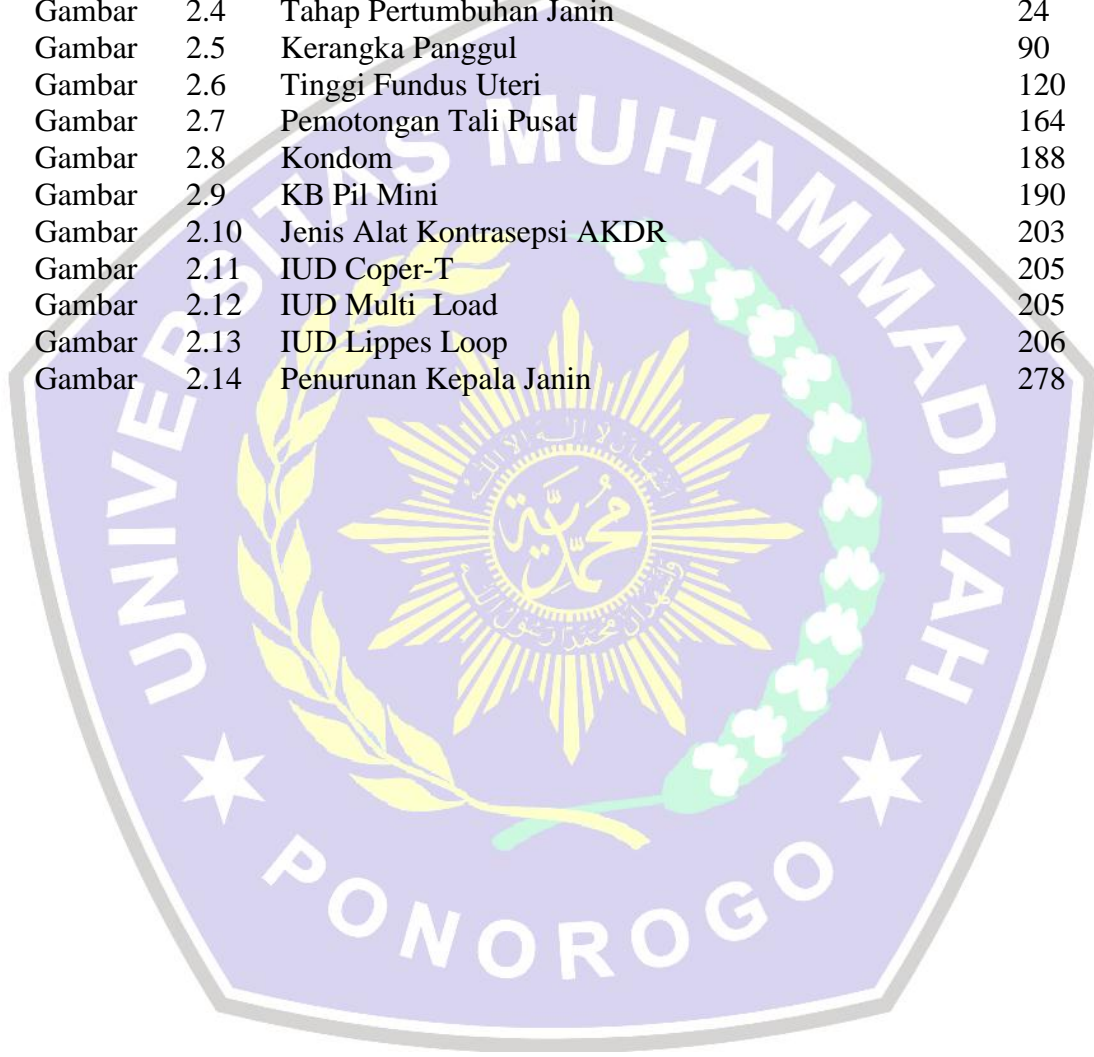 Gambar 2.4 Tahap Pertumbuhan Janin 24
Gambar 2.5 Kerangka Panggul 90
Gambar 2.6 Tinggi Fundus Uteri 120
Gambar 2.7 Pemotongan Tali Pusat 164
Gambar 2.8 Kondom 188
Gambar 2.9 KB Pil Mini 190
Gambar 2.10 Jenis Alat Kontrasepsi AKDR 203
Gambar 2.11 IUD Coper-T 205
Gambar 2.12 IUD Multi Load 205
Gambar 2.13 IUD Lippes Loop 206
Gambar 2.14 Penurunan Kepala Janin 278
UNIVERSITAS MUHAMMADIYAH
PONOROGO
محمدية